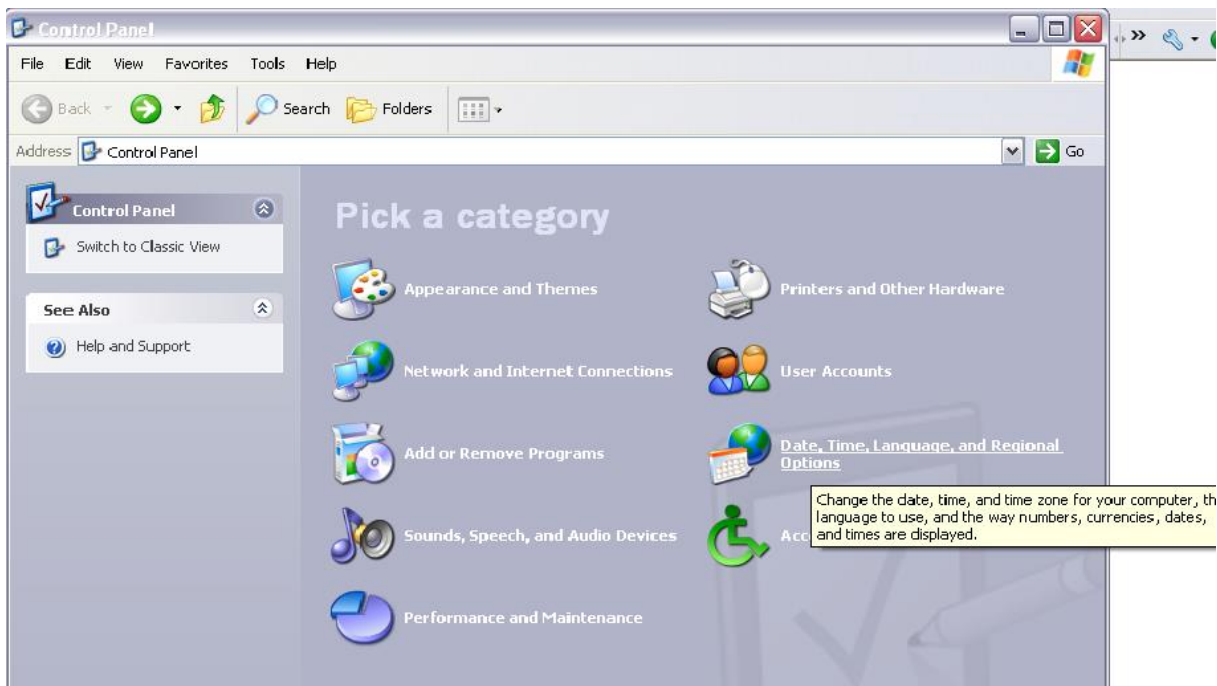 Control Panel
File Edit View Favorites Tools Help
Back Search Folders
Address Control Panel Go
Control Panel
Switch to Classic View
See Also
Help and Support
Pick a category
Appearance and Themes
Printers and Other Hardware
Network and Internet Connections
User Accounts
Add or Remove Programs
Date, Time, Language, and Regional
Options
Change the date, time, and time zone for your computer, th
language to use, and the way numbers, currencies, dates,
and times are displayed.
Sounds, Speech, and Audio Devices
Acc
Performance and Maintenance